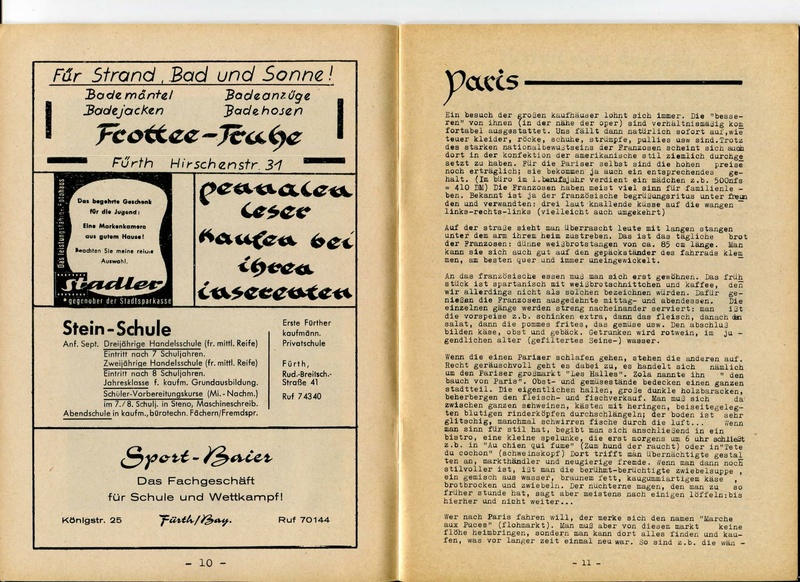 Für Strand, Bad und Sonne!
Bademäntel Badeanzüge
Badejacken Badehosen
Frottee-Truhe
Fürth Hirschenstr. 31
Das leistungsfähige Fotohaus
Das begehrte Geschenk
für die Jugend:
Eine Markenkamera
aus gutem Hause!
Beachten Sie meine reiche
Auswahl.
Stadler
gegenüber der Stadtsparkasse
pennalen
leser
kaufen bei
ihren
inserenten
Stein-Schule
Anf. Sept. Dreijährige Handelsschule (fr. mittl. Reife)
Eintritt nach 7 Schuljahren.
Zweijährige Handelsschule (fr. mittl. Reife)
Eintritt nach 8 Schuljahren.
Jahresklasse f. kaufm. Grundausbildung.
Schüler-Vorbereitungskurse (Mi.- Nachm.)
im 7./8. Schulj. in Steno, Maschineschreib.
Abendschule in kaufm., bürotechn. Fächern/Fremdspr.
Erste Fürther
kaufmänn.
Privatschule
Fürth,
Rud.-Breitsch.-
Straße 41
Ruf 74340
Sport-Baier
Das Fachgeschäft
für Schule und Wettkampf!
Königstr. 25 Fürth/Bay. Ruf 70144
- 10 -
Paris
Ein besuch der großen kaufhäuser lohnt sich immer. Die "besse-
ren" von ihnen (in der nähe der oper) sind verhältnismäßig kom
fortabel ausgestattet. Uns fällt dann natürlich sofort auf,wie
teuer kleider, röcke, schuhe, strümpfe, pullies usw sind.Trotz
des starken nationalbewußtseins der Franzosen scheint sich auch
dort in der konfektion der amerikanische stil ziemlich durchge
setzt zu haben. Für die Pariser selbst sind die hohen preise
noch erträglich; sie bekommen ja auch ein entsprechendes ge-
halt. (Im büro im 1.berufsjahr verdient ein mädchen z.b. 500nfs
= 410 DM) Die Franzosen haben meist viel sinn für familienle -
ben. Bekannt ist ja der Französische begrüßungsritus unter freun
den und verwandten: drei laut knallende küsse auf die wangen
links-rechts-links (vielleicht auch umgekehrt)
Auf der straße sieht man überrascht leute mit langen stangen
unter dem arm ihrem heim zustreben. Das ist das tägliche brot
der Franzosen: dünne weißbrotstangen von ca. 85 cm länge. Man
kann sie sich auch gut auf den gepäckständer des fahrrads klem
men, am besten quer und immer uneingewickelt.
An das französische essen muß man sich erst gewöhnen. Das früh
stück ist spartanisch mit weißbrotschnittchen und kaffee, den
wir allerdings nicht als solchen bezeichnen würden. Dafür ge-
nießen die Franzosen ausgedehnte mittag- und abendessen. Die
einzelnen gänge werden streng nacheinander serviert: man ißt
die vorspeise z.b. schinken extra, dann das fleisch, danach den
salat, dann die pommes frites, das gemüse usw. Den abschluß
bilden käse, obst und gebäck. Getrunken wird rotwein, im ju -
gendlichen alter (gefiltertes Seine-) wasser.
Wenn die einen Pariser schlafen gehen, stehen die anderen auf.
Recht geräuschvoll geht es dabei zu, es handelt sich nämlich
um den Pariser großmarkt "Les Halles". Zola nannte ihn " den
bauch von Paris". Obst- und gemüsestände bedecken einen ganzen
stadtteil. Die eigentlichen hallen, große dunkle holzbaracken,
beherbergen den fleisch- und fischverkauf. Man muß sich da
zwischen ganzen schweinen, kästen mit heringen, beiseitegeleg-
ten blutigen rinderköpfen durchschlängeln; der boden ist sehr
glitschig, manchmal schwirren fische durch die luft... Wenn
man sinn für stil hat, begibt man sich anschließend in ein
bistro, eine kleine spelunke, die erst morgens um 6 uhr schließt
z.b. in "Au chien qui fume" (Zum hund der raucht) oder in"Tete
du cochon" (schweinskopf) Dort trifft man übernächtigte gestal
ten an, markthändler und neugierige fremde. Wenn man dann noch
stilvoller ist, ißt man die berühmt-berüchtigte zwiebelsuppe ,
ein gemisch aus wasser, braunem fett, kaugummiartigem käse ,
brotbrocken und zwiebeln. Der nüchterne magen, den man zu so
früher stunde hat, sagt aber meistens nach einigen löffeln:bis
hierher und nicht weiter...
Wer nach Paris fahren will, der merke sich den namen "Marche
aux Puces" (flohmarkt). Man muß aber von diesem markt keine
flöhe heimbringen, sondern man kann dort alles finden und kau-
fen, was vor langer zeit einmal neu war. So sind z.b. die wän -
- 11 -